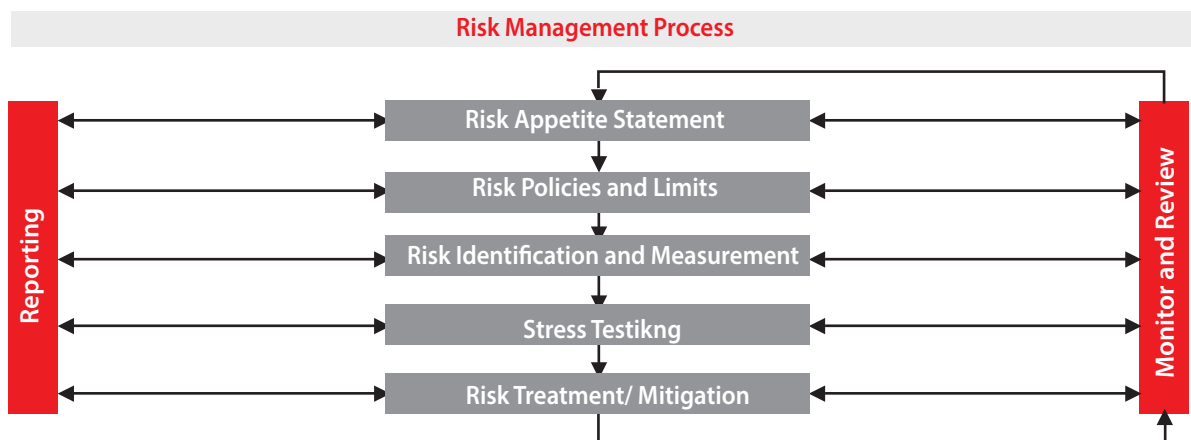 Risk Management Process
Risk Appetite Statement
Risk Policies and Limits
Risk Identification and Measurement
Stress Testikng
Risk Treatment/ Mitigation
Reporting
Monitor and Review